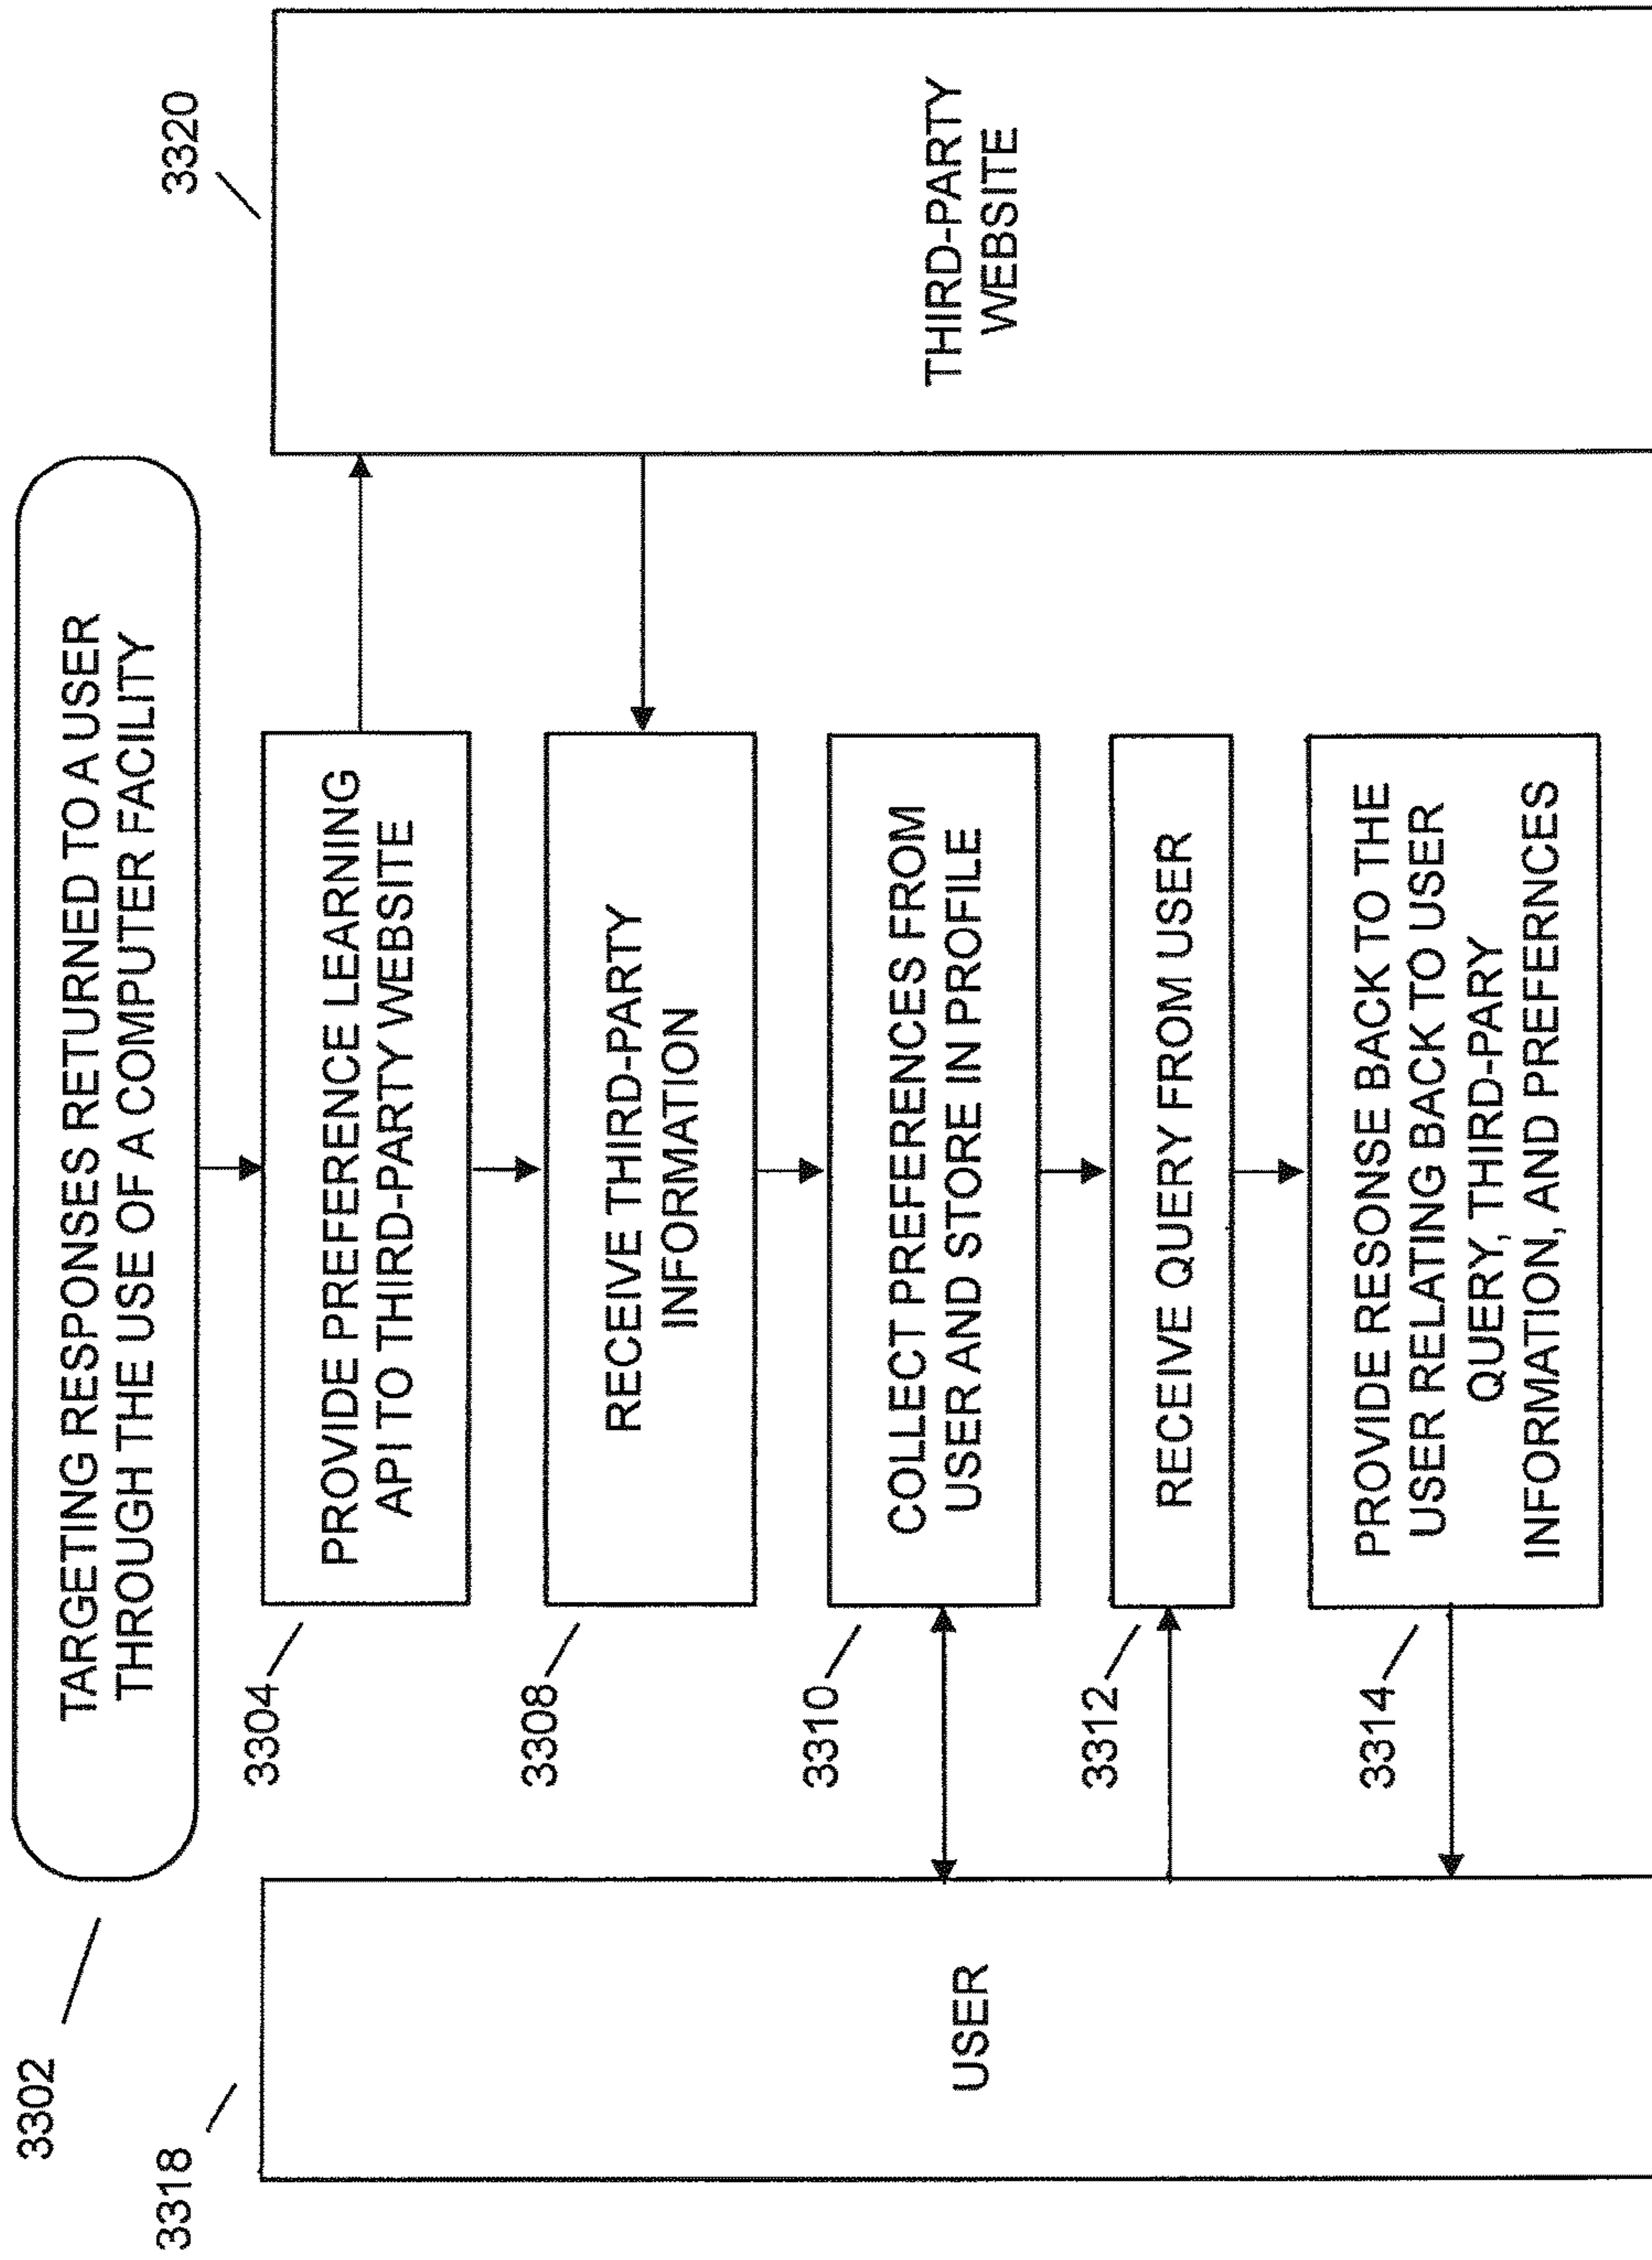 3302
TARGETING RESPONSES RETURNED TO A USER
THROUGH THE USE OF A COMPUTER FACILITY
3318
USER
3304
PROVIDE PREFERENCE LEARNING
API TO THIRD-PARTY WEBSITE
3308
RECEIVE THIRD-PARTY
INFORMATION
3310
COLLECT PREFERENCES FROM
USER AND STORE IN PROFILE
3312
RECEIVE QUERY FROM USER
3314
PROVIDE RESONSE BACK TO THE
USER RELATING BACK TO USER
QUERY, THIRD-PARY
INFORMATION, AND PREFERNCES
3320
THIRD-PARTY
WEBSITE